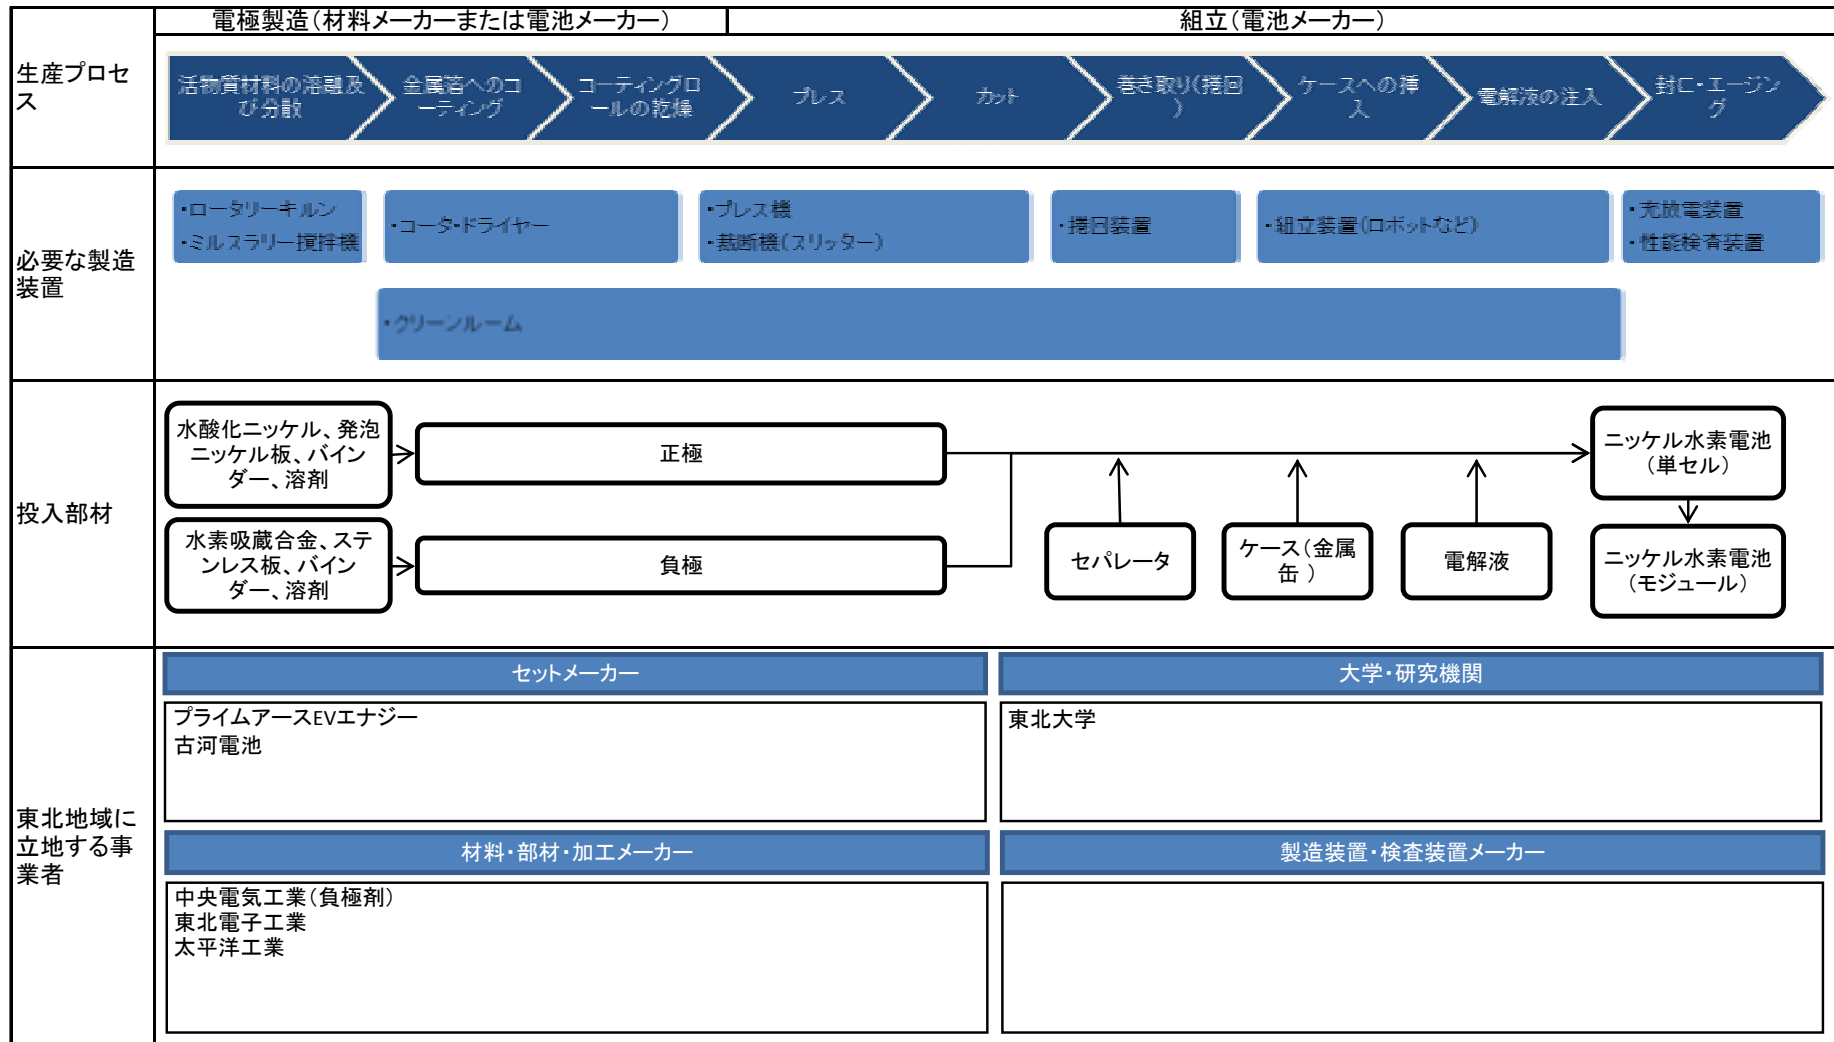 電極製造(材料メーカーまたは電池メーカー)
組立(電池メーカー)
生産プロセ
ス
活物質材料の溶融及
び分散
金属箔へのコ
ーティング
コーティングロ
ールの乾燥
プレス
カット
巻き取り(捲回
)
ケースへの挿
入
電解液の注入
封口・エージン
グ
必要な製造
装置
・ロータリーキルン
・ミルスラリー撹拌機
・コータ・ドライヤー
・プレス機
・裁断機(スリッター)
・捲回装置
・組立装置(ロボットなど)
・充放電装置
・性能検査装置
・クリーンルーム
投入部材
水酸化ニッケル、発泡
ニッケル板、バイン
ダー、溶剤
正極
ニッケル水素電池
(単セル)
水素吸蔵合金、ステ
ンレス板、バイン
ダー、溶剤
負極
セパレータ
ケース(金属
缶 )
電解液
ニッケル水素電池
(モジュール)
東北地域に
立地する事
業者
セットメーカー
プライムアースEVエナジー
古河電池
大学・研究機関
東北大学
材料・部材・加工メーカー
中央電気工業(負極剤)
東北電子工業
太平洋工業
製造装置・検査装置メーカー